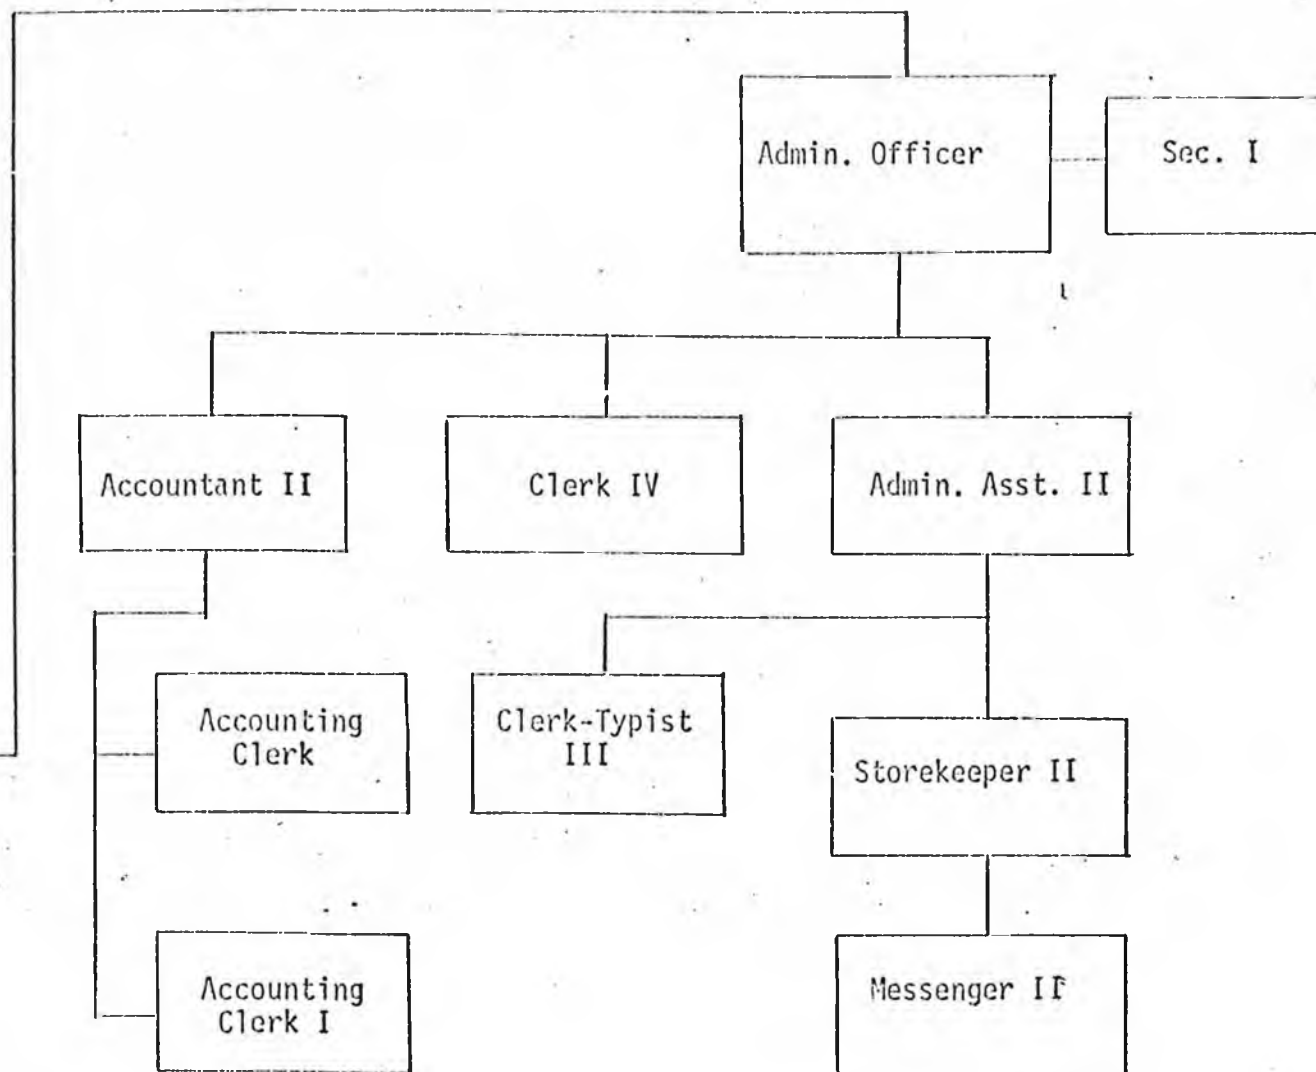 Admin. Officer
Sec. I
Accountant II
Clerk IV
Admin. Asst. II
Accounting
Clerk
Clerk-Typist
III
Storekeeper II
Accounting
Clerk I
Messenger II